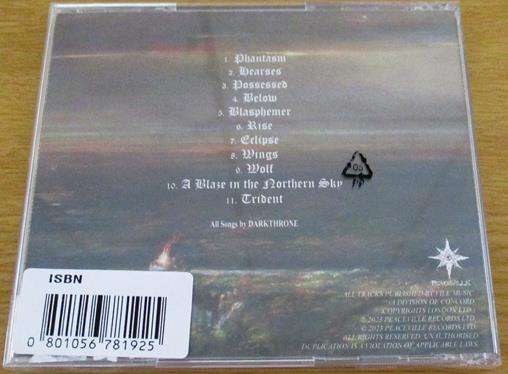 1. Phantasm
2. Hearses
3. Possessed
4. Below
5. Blasphemer
6. Rise
7. Eclipse
8. Wings
9. Wolf
10. A Blaze in the Northern Sky
11. Trident
All Songs by DARKTHRONE
05
PP
ALL TRACKS PUBLISHED BY VILE MUSIC
(A DIVISION OF CONCORD
COPYRIGHTS LONDON LTD.)
℗ 2023 PEACEVILLE RECORDS LTD.
© 2023 PEACEVILLE RECORDS LTD.
ALL RIGHTS RESERVED. UNAUTHORISED
DUPLICATION IS A VIOLATION OF APPLICABLE LAWS.
ISBN
0 801056 781925